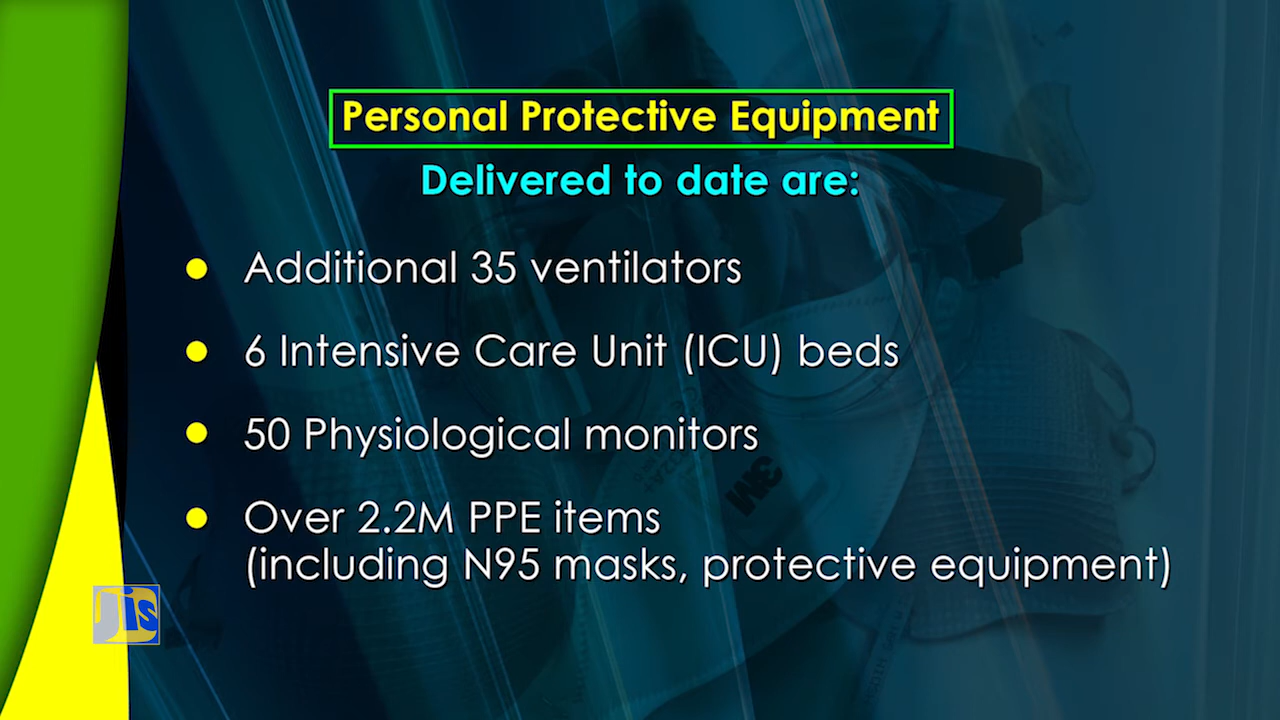 Personal Protective Equipment
Delivered to date are:
Additional 35 ventilators
6 Intensive Care Unit (ICU) beds
50 Physiological monitors
Over 2.2M PPE items
(including N95 masks, protective equipment)
Jis
3M